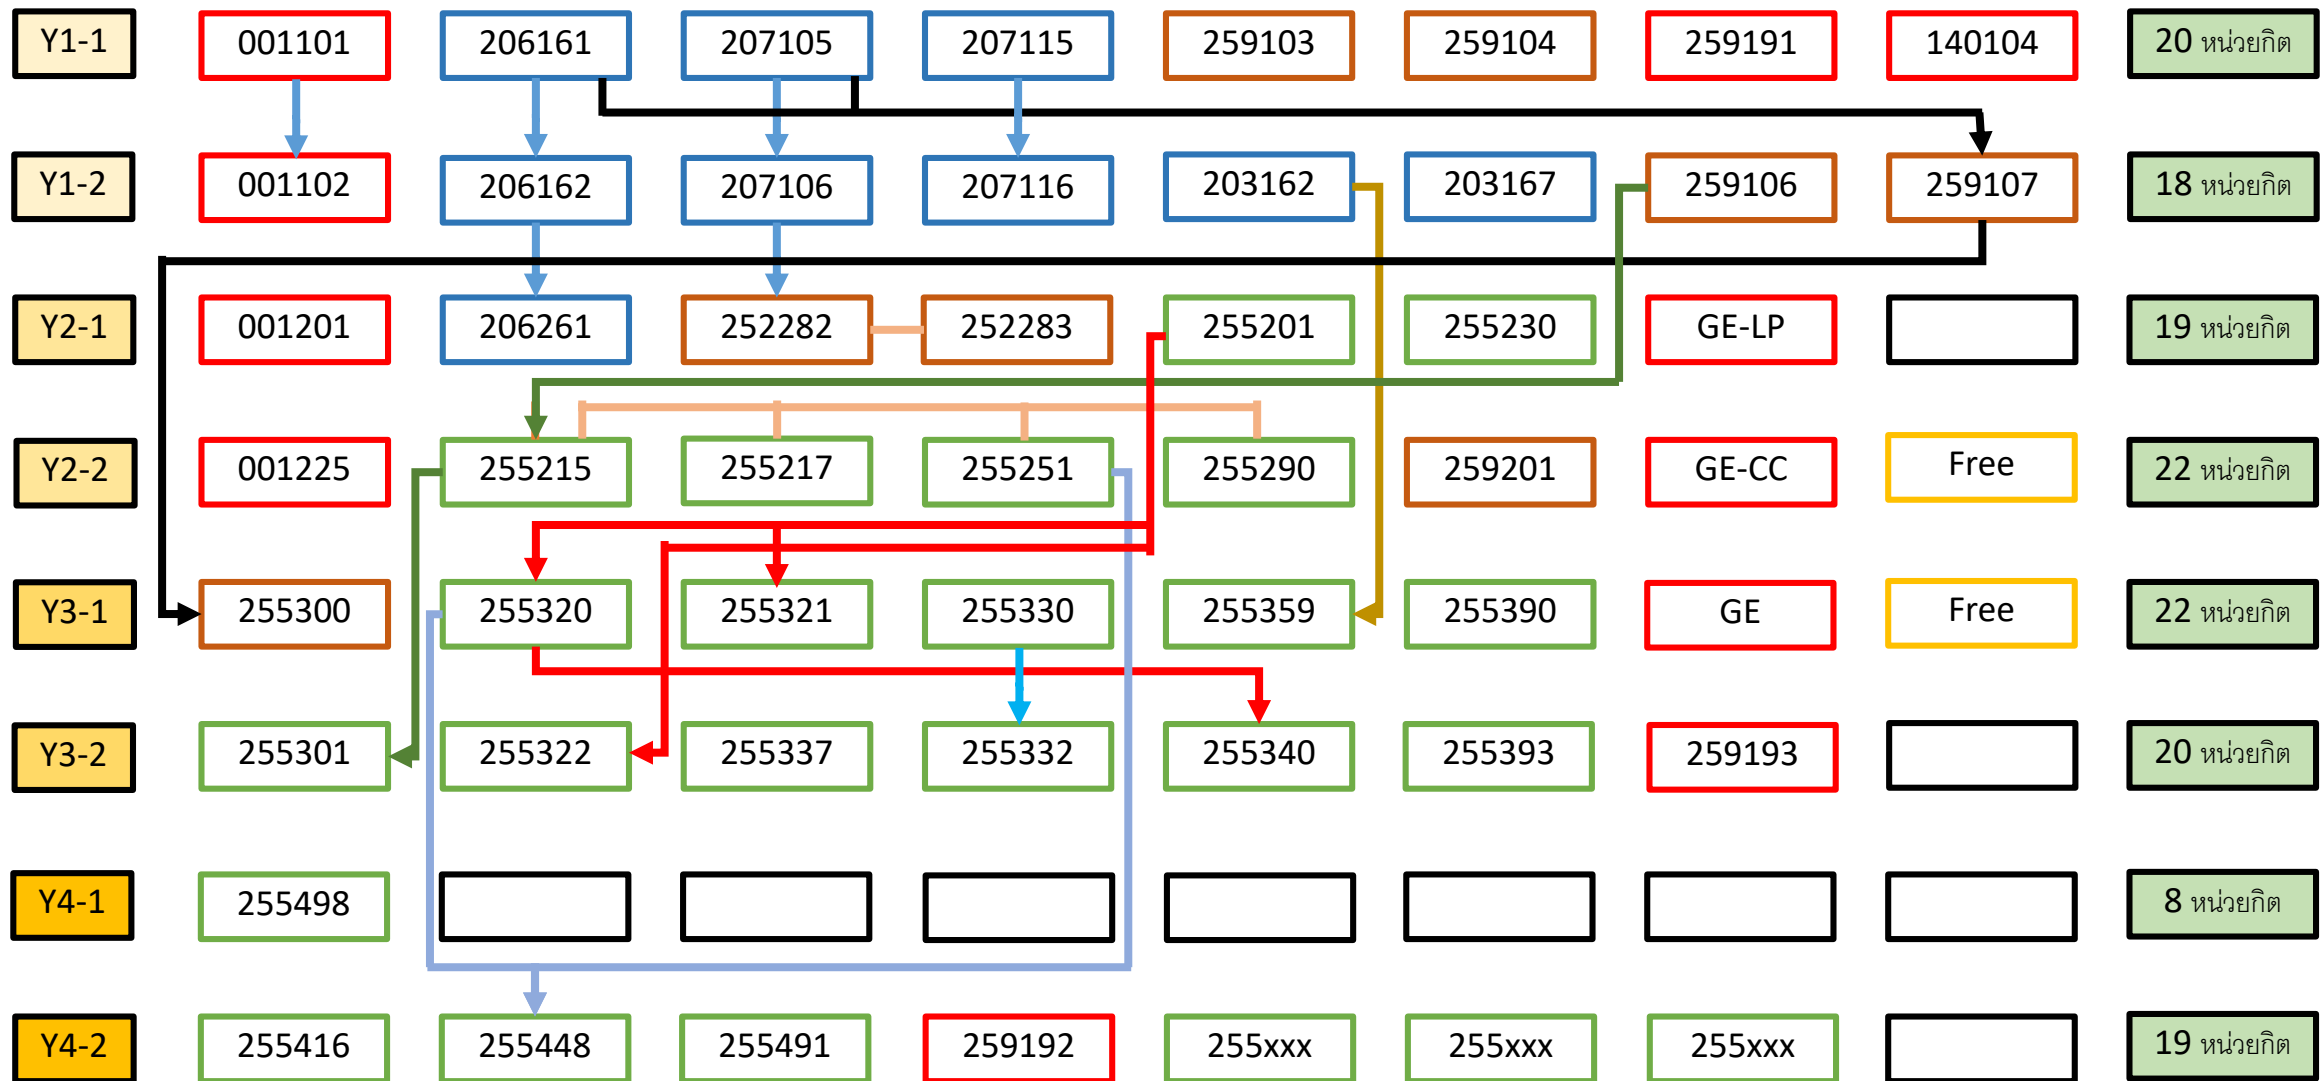 Y1-1 001101 206161 207105 207115 259103 259104 259191 140104 20 หน่วยกิต
Y1-2 001102 206162 207106 207116 203162 203167 259106 259107 18 หน่วยกิต
Y2-1 001201 206261 252282 252283 255201 255230 GE-LP 19 หน่วยกิต
Y2-2 001225 255215 255217 255251 255290 259201 GE-CC Free 22 หน่วยกิต
Y3-1 255300 255320 255321 255330 255359 255390 GE Free 22 หน่วยกิต
Y3-2 255301 255322 255337 255332 255340 255393 259193 20 หน่วยกิต
Y4-1 255498 8 หน่วยกิต
Y4-2 255416 255448 255491 259192 255xxx 255xxx 255xxx 19 หน่วยกิต